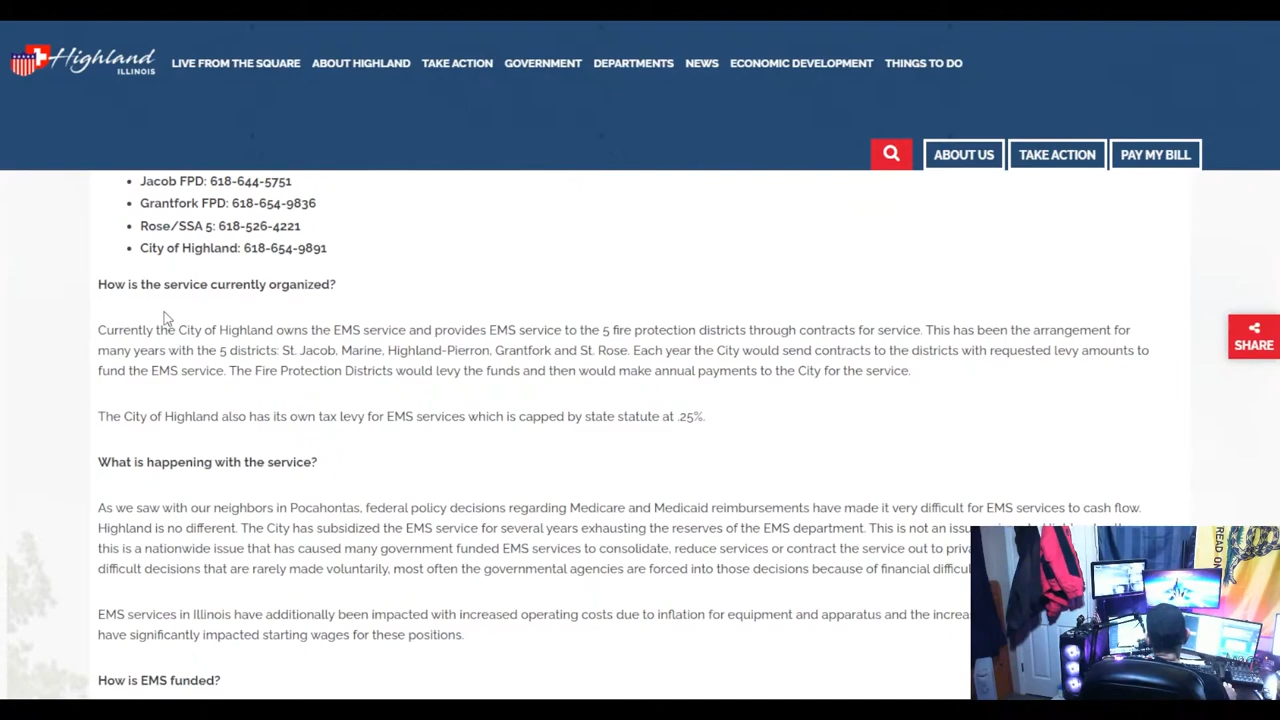 Highland
ILLINOIS
LIVE FROM THE SQUARE ABOUT HIGHLAND TAKE ACTION GOVERNMENT DEPARTMENTS NEWS ECONOMIC DEVELOPMENT THINGS TO DO
ABOUT US TAKE ACTION PAY MY BILL
• Jacob FPD: 618-644-5751
• Grantfork FPD: 618-654-9836
• Rose/SSA 5: 618-526-4221
• City of Highland: 618-654-9891
How is the service currently organized?
SHARE
Currently the City of Highland owns the EMS service and provides EMS service to the 5 fire protection districts through contracts for service. This has been the arrangement for
many years with the 5 districts: St. Jacob, Marine, Highland-Pierron, Grantfork and St. Rose. Each year the City would send contracts to the districts with requested levy amounts to
fund the EMS service. The Fire Protection Districts would levy the funds and then would make annual payments to the City for the service.
The City of Highland also has its own tax levy for EMS services which is capped by state statute at .25%.
What is happening with the service?
As we saw with our neighbors in Pocahontas, federal policy decisions regarding Medicare and Medicaid reimbursements have made it very difficult for EMS services to cash flow.
Highland is no different. The City has subsidized the EMS service for several years exhausting the reserves of the EMS department. This is not an
this is a nationwide issue that has caused many government funded EMS services to consolidate, reduce services or contract the service out to
difficult decisions that are rarely made voluntarily, most often the governmental agencies are forced into those decisions because of financial
EMS services in Illinois have additionally been impacted with increased operating costs due to inflation for equipment and apparatus and the
have significantly impacted starting wages for these positions.
How is EMS funded?